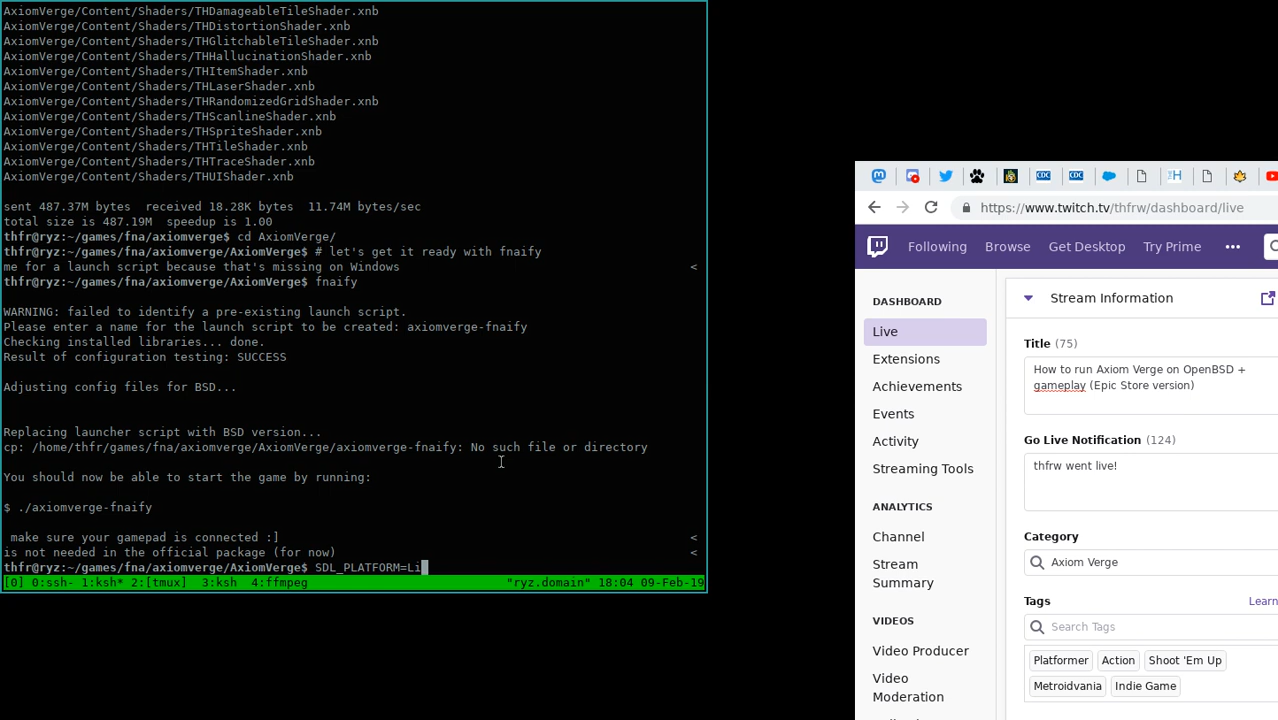 AxiomVerge/Content/Shaders/THDamageableTileShader.xnb
AxiomVerge/Content/Shaders/THDistortionShader.xnb
AxiomVerge/Content/Shaders/THGlitchableTileShader.xnb
AxiomVerge/Content/Shaders/THHallucinationShader.xnb
AxiomVerge/Content/Shaders/THItemShader.xnb
AxiomVerge/Content/Shaders/THLaserShader.xnb
AxiomVerge/Content/Shaders/THRandomizedGridShader.xnb
AxiomVerge/Content/Shaders/THScanlineShader.xnb
AxiomVerge/Content/Shaders/THSpriteShader.xnb
AxiomVerge/Content/Shaders/THTileShader.xnb
AxiomVerge/Content/Shaders/THTraceShader.xnb
AxiomVerge/Content/Shaders/THUIShader.xnb
sent 487.37M bytes  received 18.28K bytes  11.74M bytes/sec
total size is 487.19M  speedup is 1.00
thfr@ryz:~/games/fna/axiomverge$ cd AxiomVerge/
thfr@ryz:~/games/fna/axiomverge/AxiomVerge$ # let's get it ready with fnaify
me for a launch script because that's missing on Windows <
thfr@ryz:~/games/fna/axiomverge/AxiomVerge$ fnaify
WARNING: failed to identify a pre-existing launch script.
Please enter a name for the launch script to be created: axiomverge-fnaify
Checking installed libraries... done.
Result of configuration testing: SUCCESS
Adjusting config files for BSD...
Replacing launcher script with BSD version...
cp: /home/thfr/games/fna/axiomverge/AxiomVerge/axiomverge-fnaify: No such file or directory
You should now be able to start the game by running:
$ ./axiomverge-fnaify
make sure your gamepad is connected :] <
is not needed in the official package (for now) <
thfr@ryz:~/games/fna/axiomverge/AxiomVerge$ SDL_PLATFORM=Li
[0] 0:ssh- 1:ksh* 2:[tmux]  3:ksh  4:ffmpeg "ryz.domain" 18:04 09-Feb-19
CDC CDC H
https://www.twitch.tv/thfrw/dashboard/live
Following Browse Get Desktop Try Prime •••
DASHBOARD
Live
Extensions
Achievements
Events
Activity
Streaming Tools
ANALYTICS
Channel
Stream
Summary
VIDEOS
Video Producer
Video
Moderation
Stream Information
Title (75)
How to run Axiom Verge on OpenBSD +
gameplay (Epic Store version)
Go Live Notification (124)
thfrw went live!
Category
Axiom Verge
Tags Learn
Search Tags
Platformer Action Shoot 'Em Up
Metroidvania Indie Game